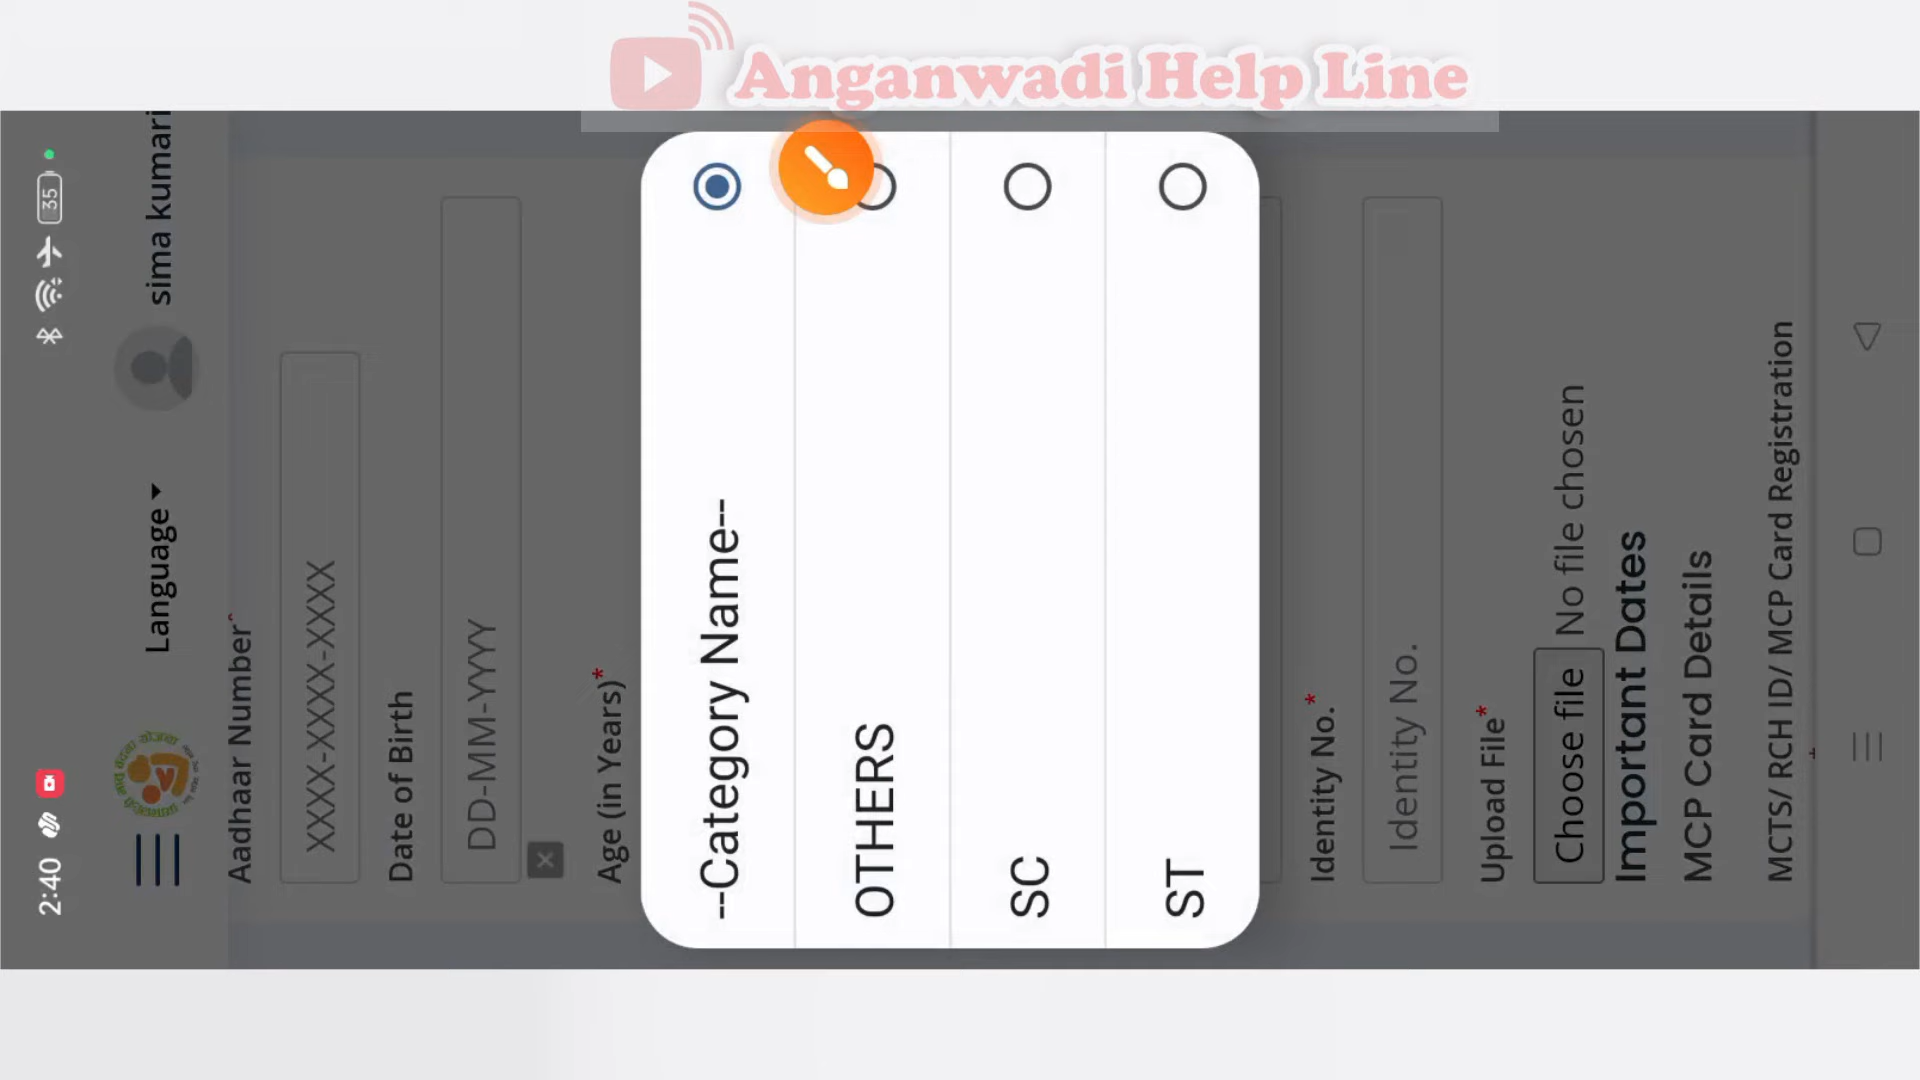 Anganwadi Help Line
2:40
35
Language
sima kumari
Aadhaar Number*
XXXX-XXXX-XXXX
Date of Birth
DD-MM-YYYY
Age (in Years)*
--Category Name--
OTHERS
SC
ST
Identity No.*
Identity No.
Upload File*
Choose file No file chosen
Important Dates
MCP Card Details
MCTS/ RCH ID/ MCP Card Registration